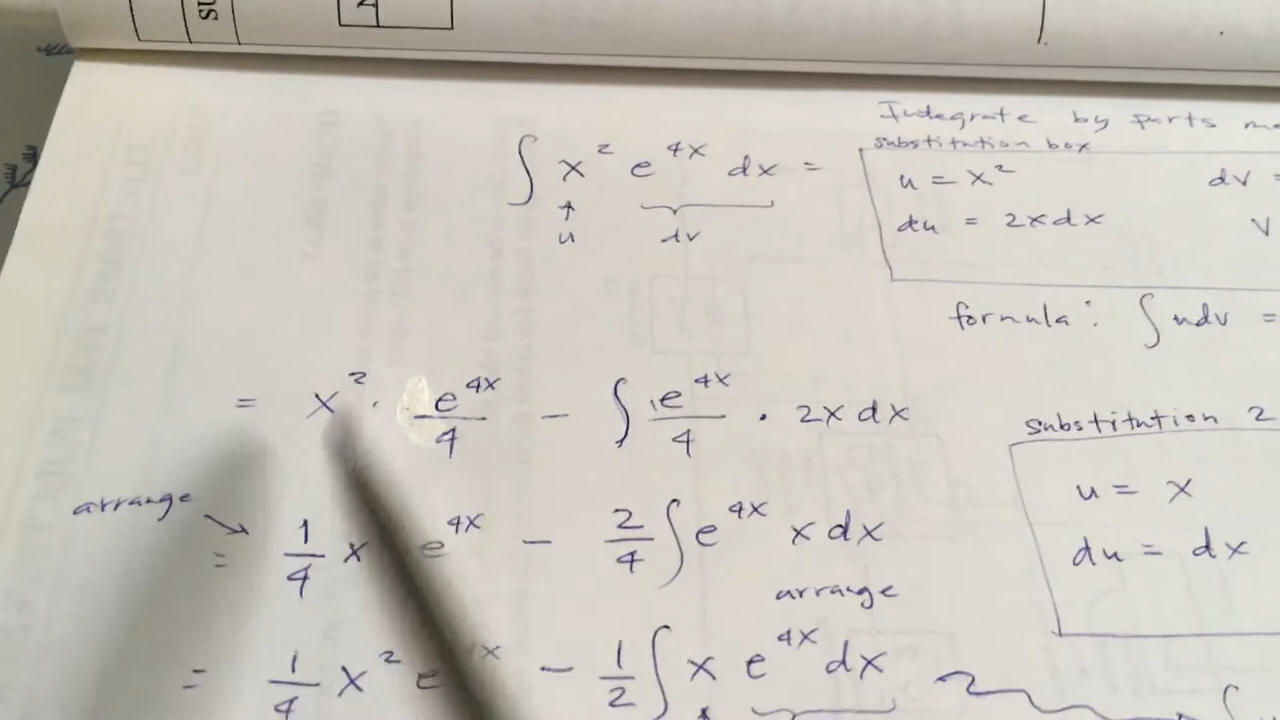 SU
N
Integrate by parts
substitution box
∫ x² e^{4x} dx =
↑
u
dv
u = x²
dv =
du = 2x dx
v
formula: ∫ u dv =
= x² · e^{4x}/4 − ∫ e^{4x}/4 · 2x dx
substitution 2
arrange
= 1/4 x e^{4x} − 2/4 ∫ e^{4x} x dx
u = x
du = dx
arrange
= 1/4 x² e x − 1/2 ∫ x e^{4x} dx
∫